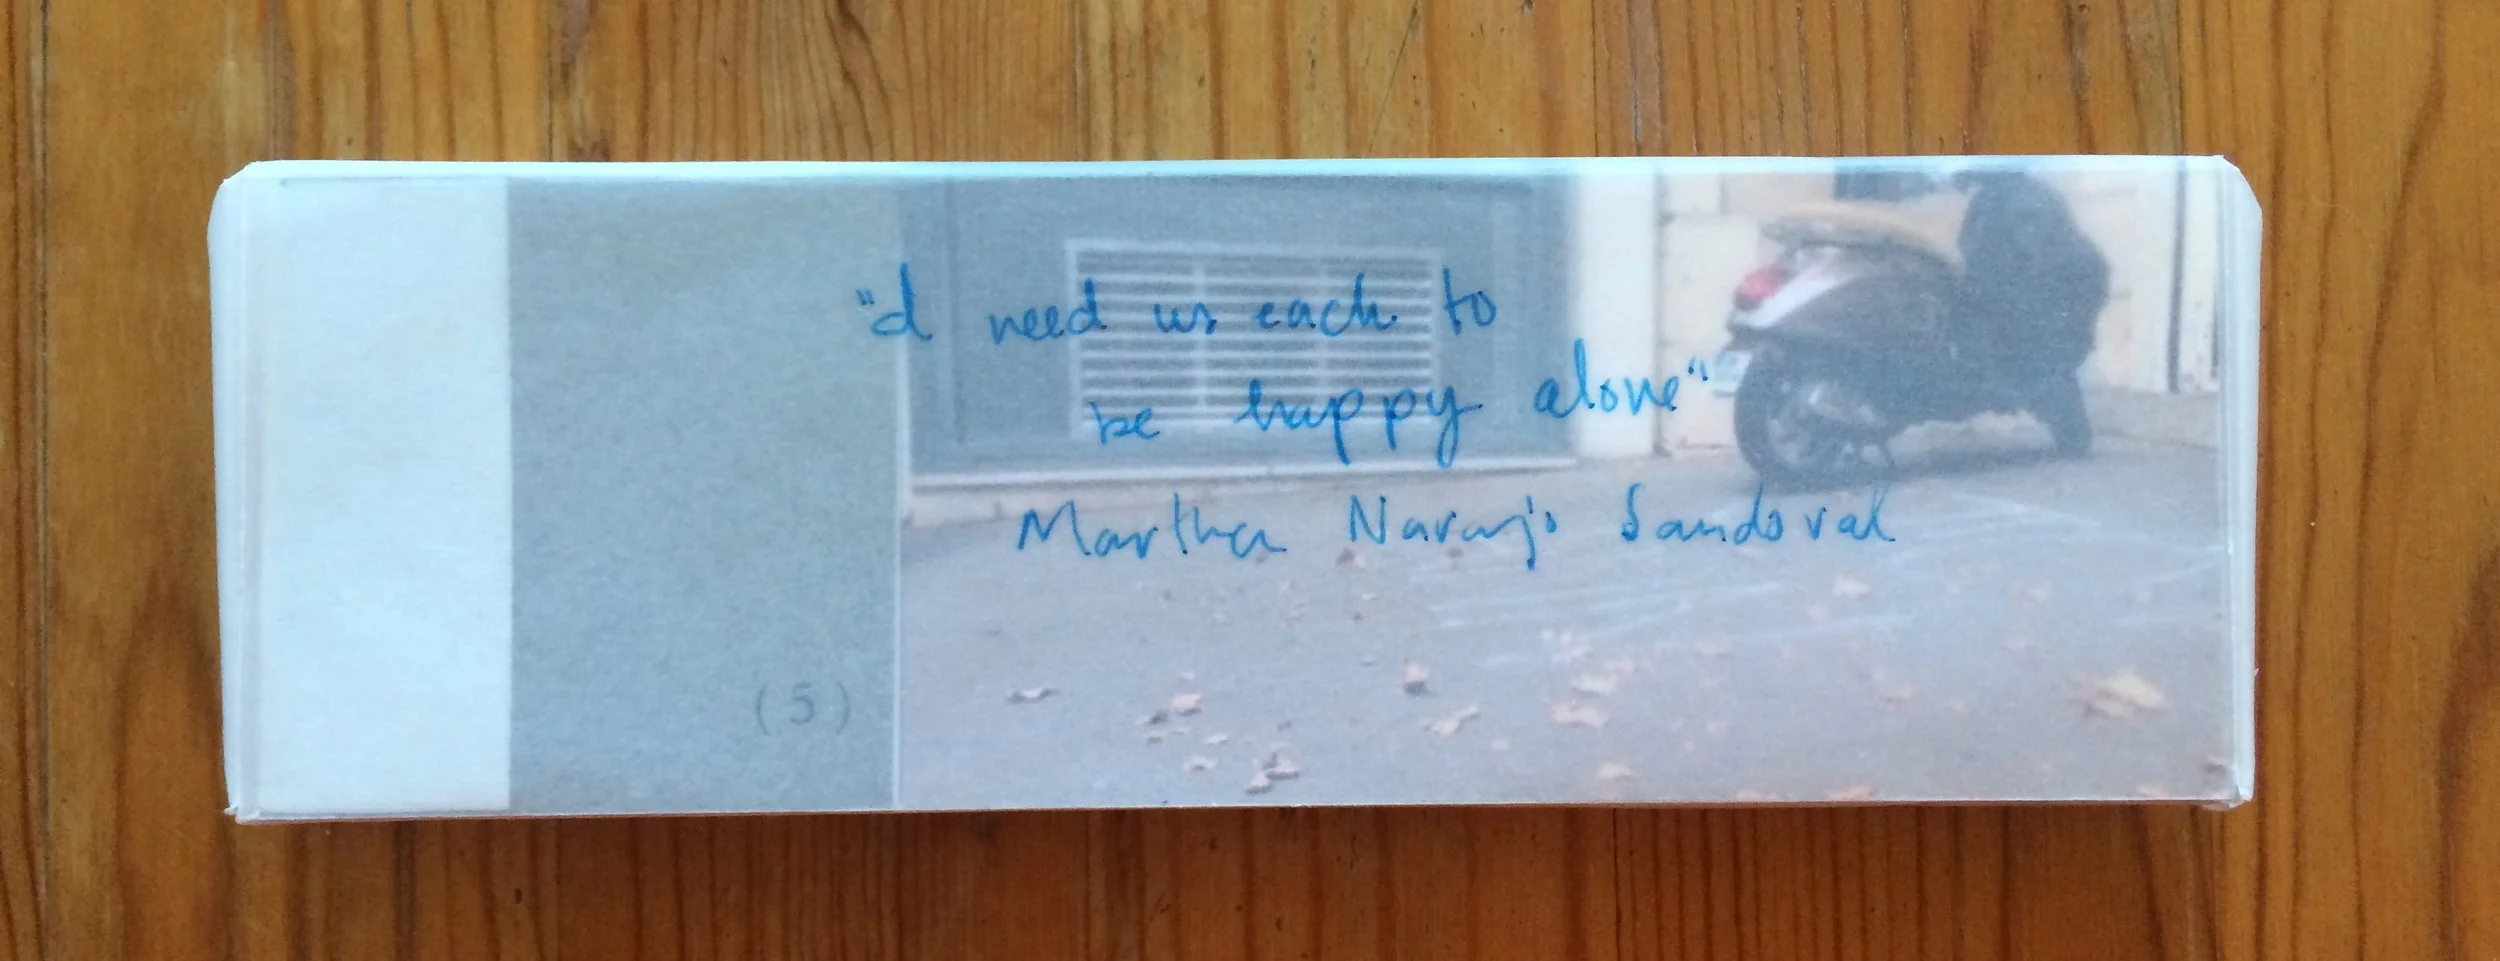 "I need us each to
be happy alone"
Martha Naranjo Sandoval
(5)